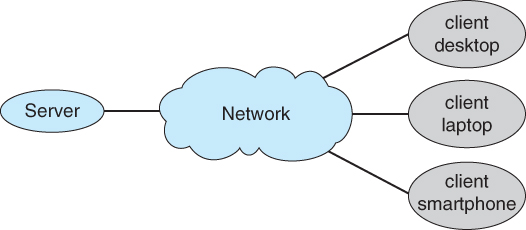 Server
Network
client
desktop
client
laptop
client
smartphone